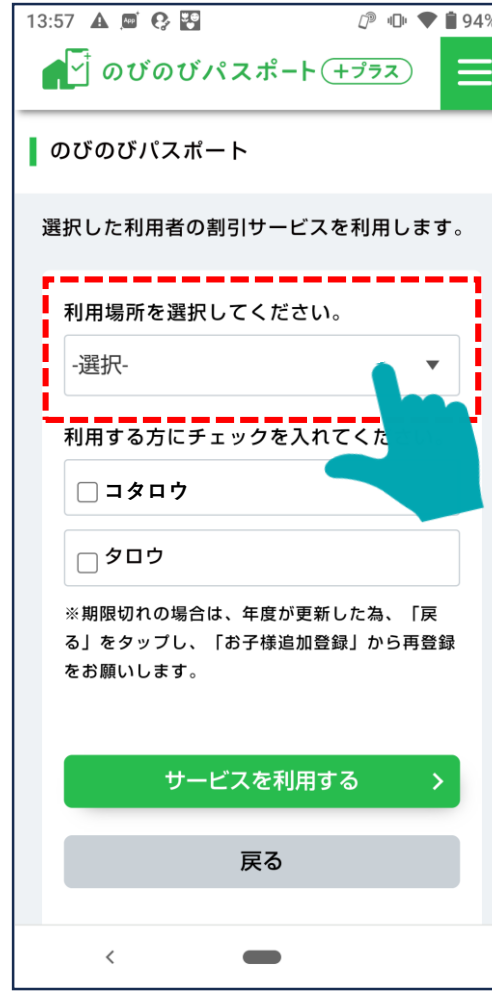 13:57
94%
のびのびパスポート +プラス
のびのびパスポート
選択した利用者の割引サービスを利用します。
利用場所を選択してください。
-選択-
利用する方にチェックを入れてくだ
コタロウ
タロウ
※期限切れの場合は、年度が更新した為、「戻
る」をタップし、「お子様追加登録」から再登録
をお願いします。
サービスを利用する
戻る